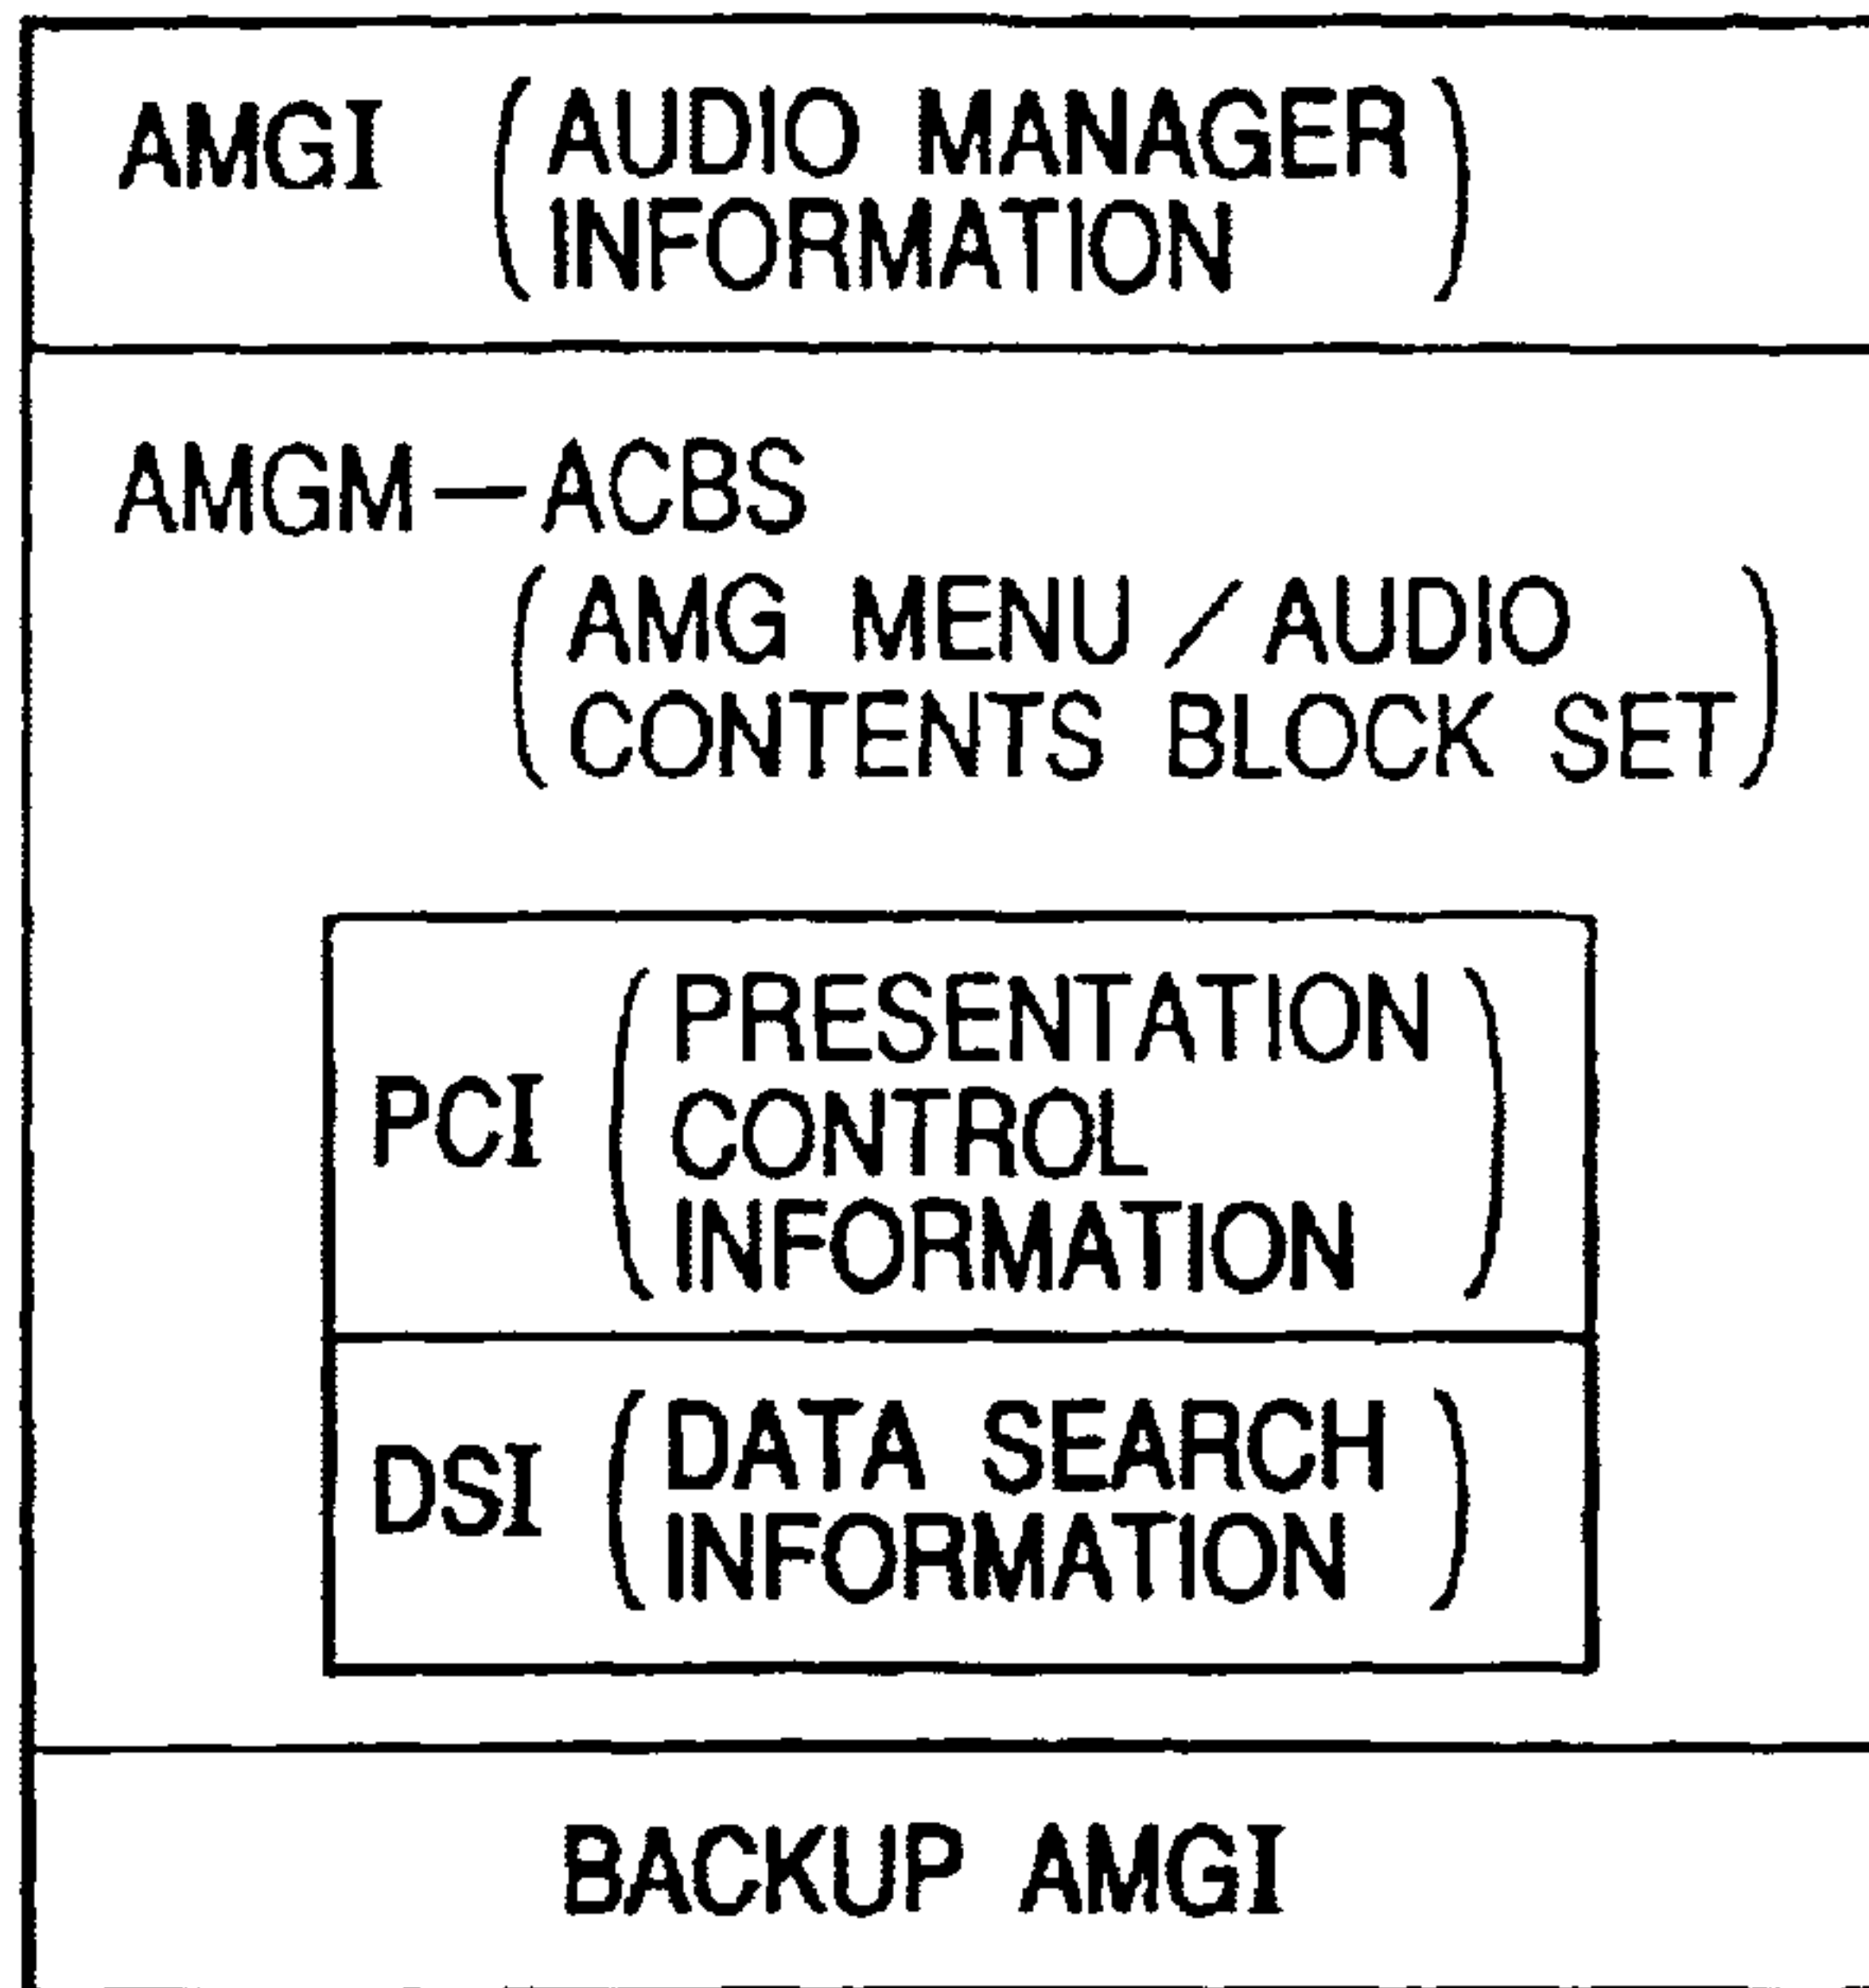 AMGI (AUDIO MANAGER
INFORMATION)
AMGM—ACBS
(AMG MENU/AUDIO
CONTENTS BLOCK SET)
PCI (PRESENTATION
CONTROL
INFORMATION)
DSI (DATA SEARCH
INFORMATION)
BACKUP AMGI